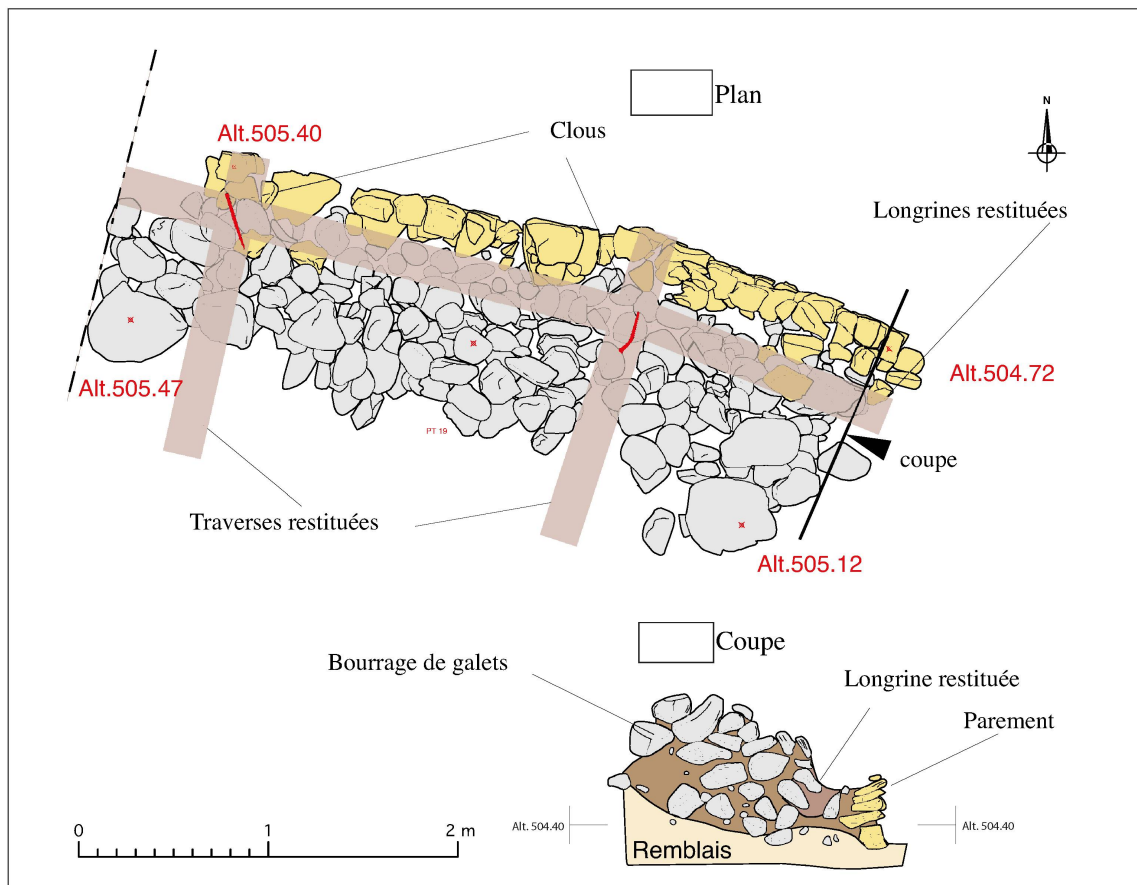 Plan
N
Clous
Alt.505.40
Longrines restituées
Alt.505.47
Alt.504.72
PT 19
coupe
Traverses restituées
Alt.505.12
Coupe
Bourrage de galets
Longrine restituée
Parement
0 1 2 m
Alt. 504.40
Alt. 504.40
Remblais